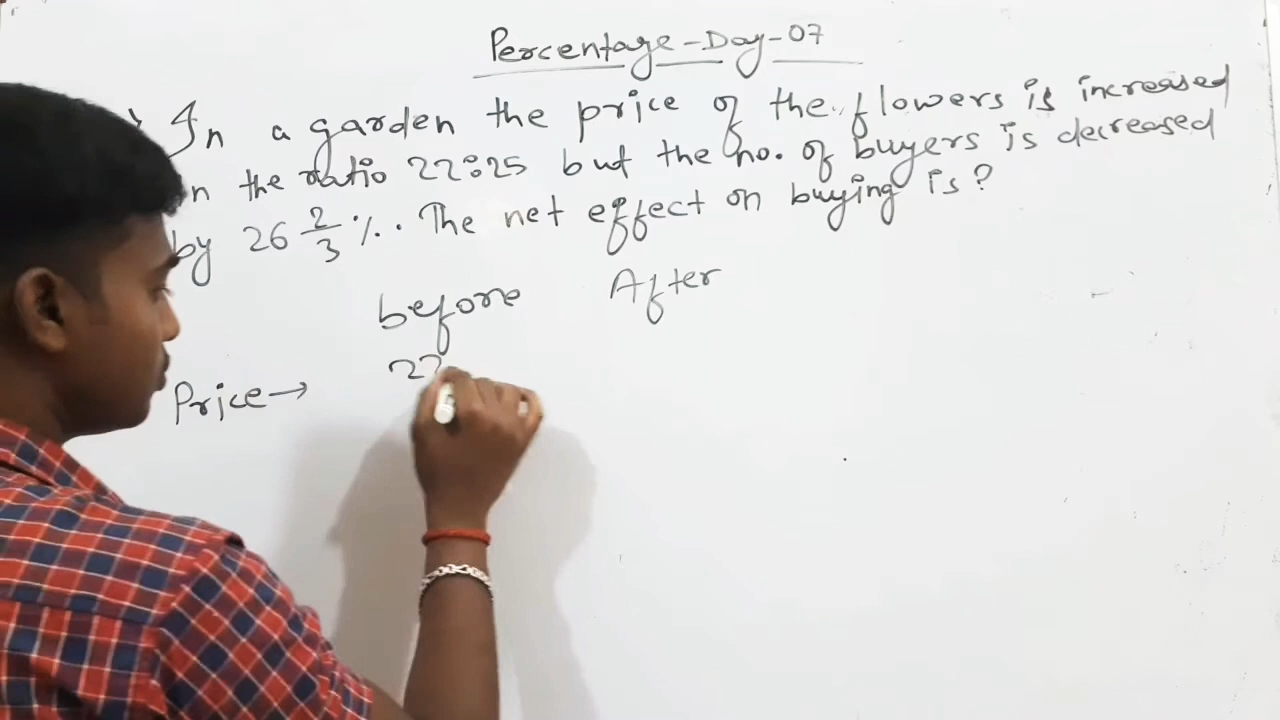 Percentage-Day-07
In a garden the price of the flowers is increased
in the ratio 22:25 but the no. of buyers is decreased
by 26 2/3 %. The net effect on buying is?
before After
Price → 22